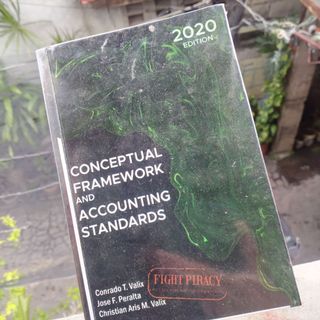 2020
EDITION
CONCEPTUAL
FRAMEWORK
AND
ACCOUNTING
STANDARDS
Conrado T. Valix
Jose F. Peralta
Christian Aris M. Valix
FIGHT PIRACY